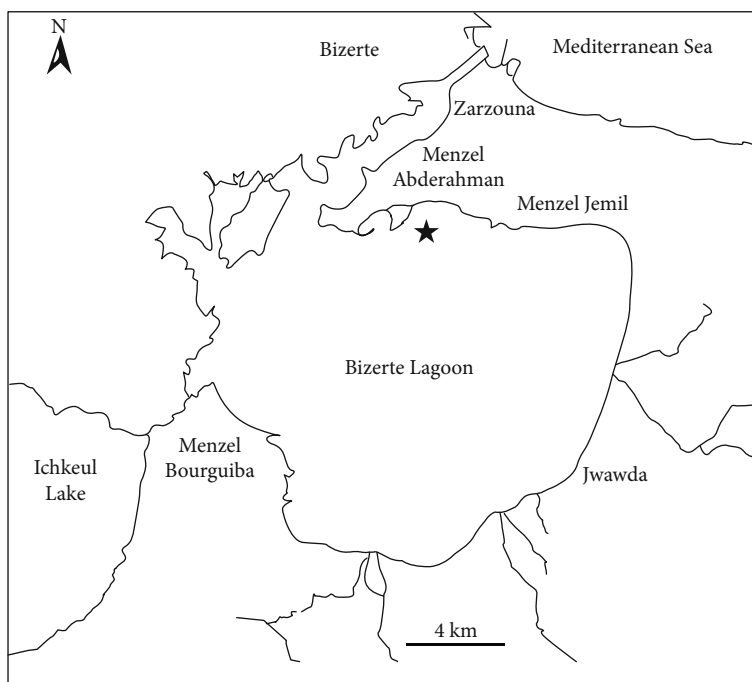 N
Bizerte
Mediterranean Sea
Zarzouna
Menzel
Abderahman
Menzel Jemil
Bizerte Lagoon
Ichkeul
Lake
Menzel
Bourguiba
Jwawda
4 km